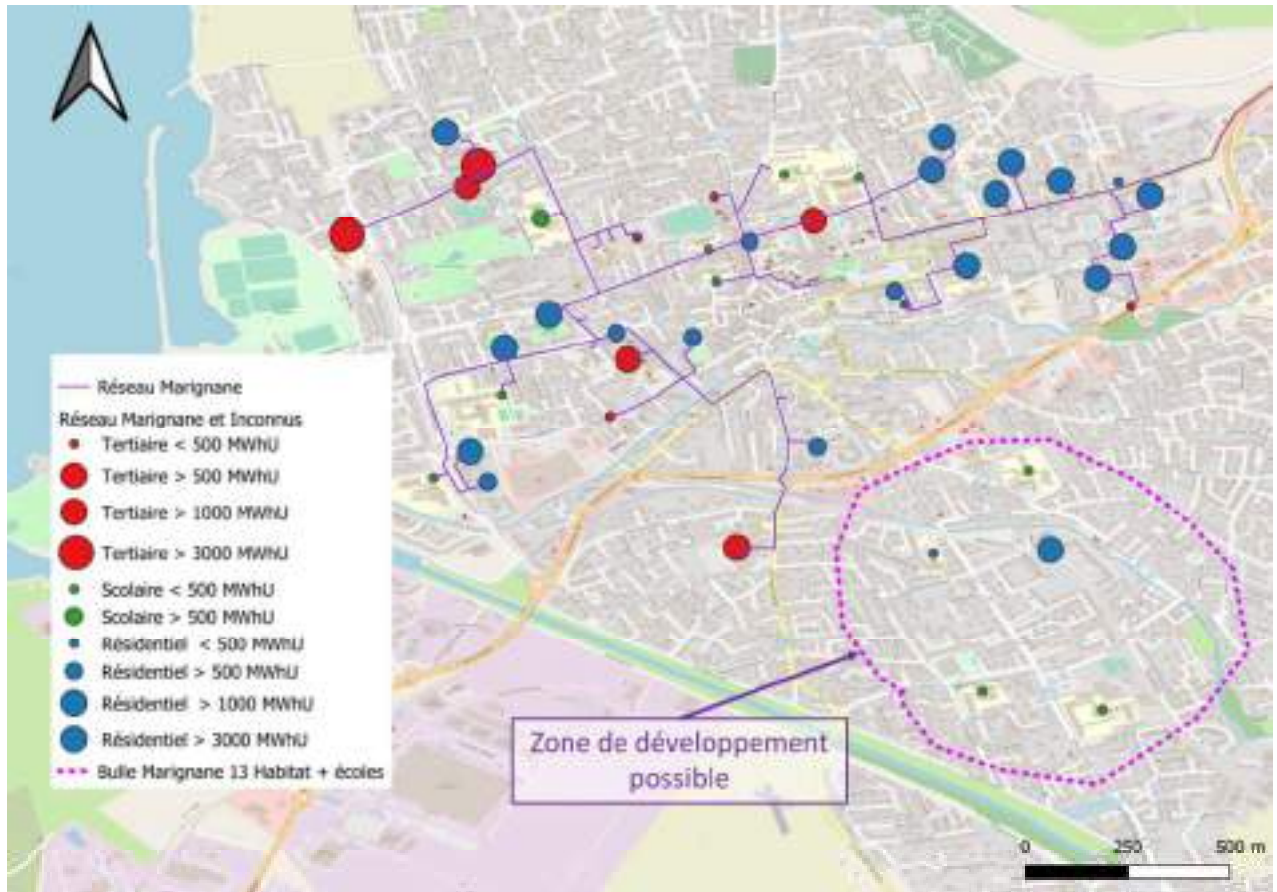 Réseau Marignane
Réseau Marignane et Inconnus
Tertiaire < 500 MWhU
Tertiaire > 500 MWhU
Tertiaire > 1000 MWhU
Tertiaire > 3000 MWhU
Scolaire < 500 MWhU
Scolaire > 500 MWhU
Résidentiel < 500 MWhU
Résidentiel > 500 MWhU
Résidentiel > 1000 MWhU
Résidentiel > 3000 MWhU
Bulle Marignane 13 Habitat + écoles
Zone de développement
possible
0 250 500 m